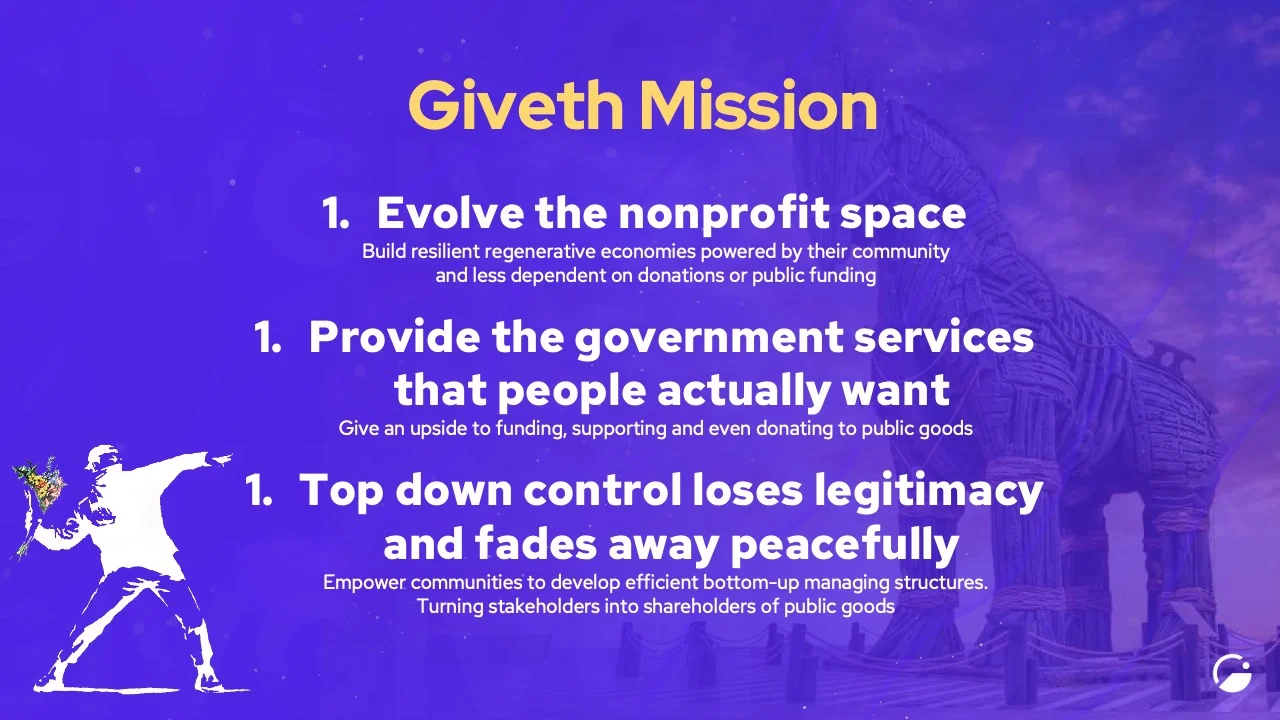 Giveth Mission
1. Evolve the nonprofit space
Build resilient regenerative economies powered by their community
and less dependent on donations or public funding
1. Provide the government services
that people actually want
Give an upside to funding, supporting and even donating to public goods
1. Top down control loses legitimacy
and fades away peacefully
Empower communities to develop efficient bottom-up managing structures.
Turning stakeholders into shareholders of public goods